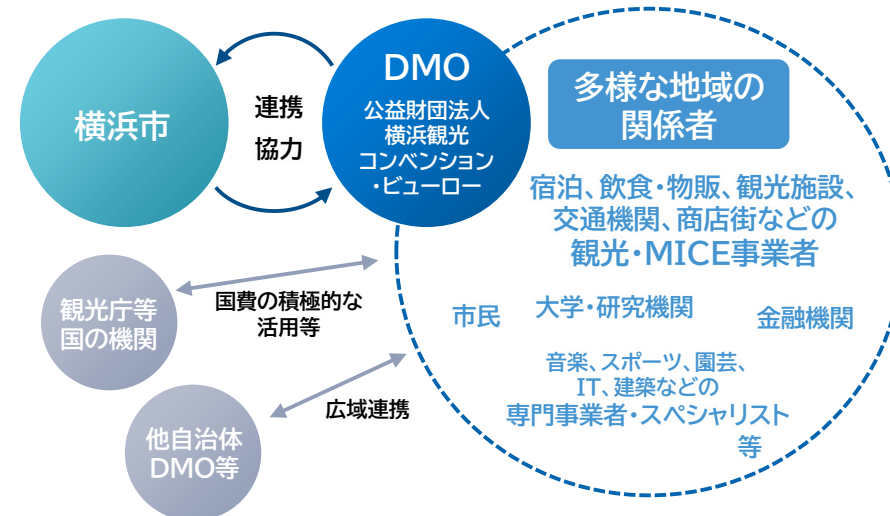 横浜市
連携
協力
DMO
公益財団法人
横浜観光
コンベンション
・ビューロー
多様な地域の
関係者
宿泊、飲食・物販、観光施設、
交通機関、商店街などの
観光・MICE事業者
市民
大学・研究機関
金融機関
音楽、スポーツ、園芸、
IT、建築などの
専門事業者・スペシャリスト
等
観光庁等
国の機関
国費の積極的な
活用等
広域連携
他自治体
DMO等